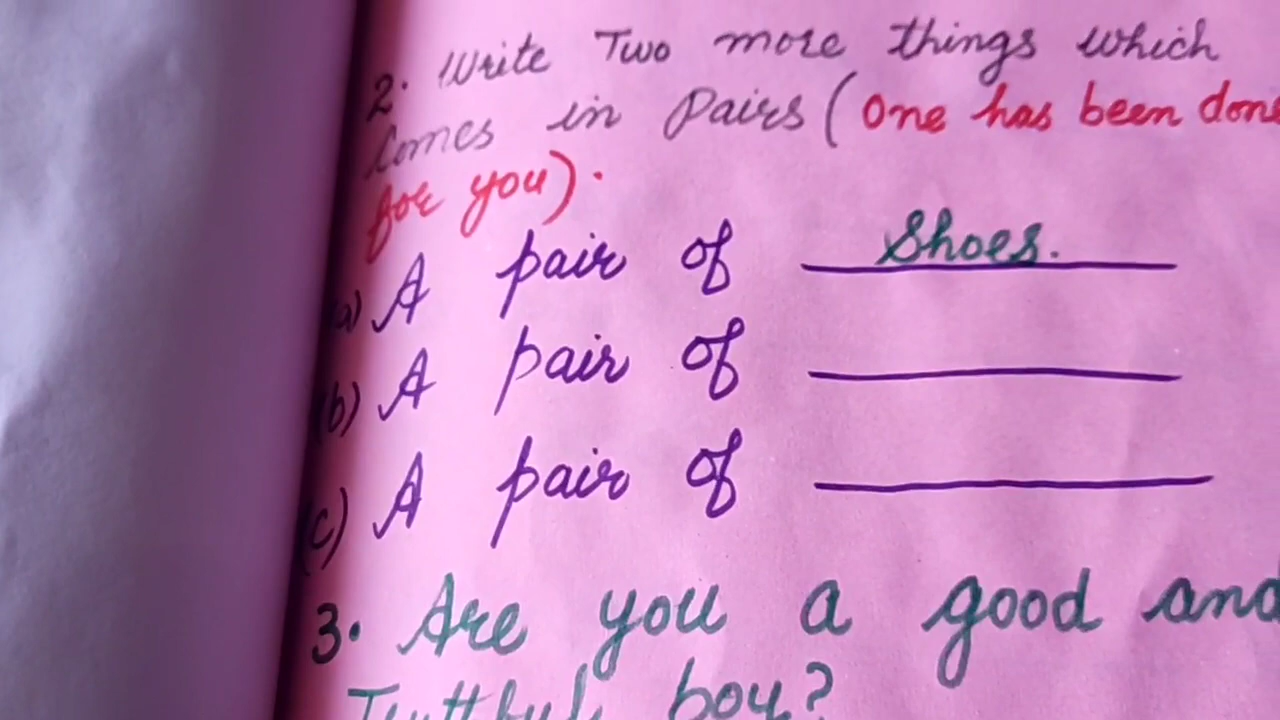 2. Write Two more things which
Comes in Pairs (One has been done
for you).
(a) A pair of Shoes.
(b) A pair of
(c) A pair of
3. Are you a good and
boy?